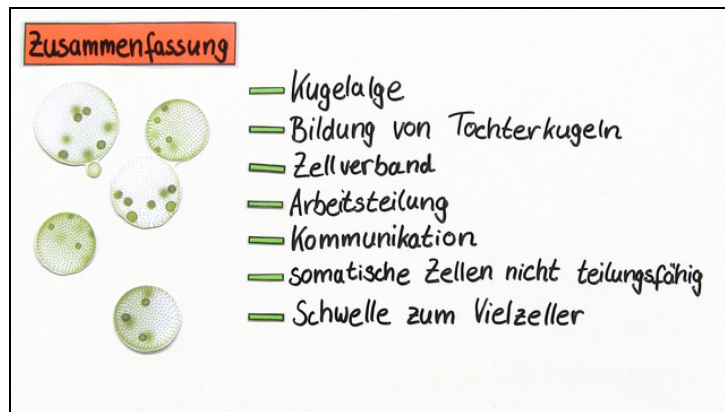 Zusammenfassung
Kugelalge
Bildung von Tochterkugeln
Zellverband
Arbeitsteilung
Kommunikation
somatische Zellen nicht teilungsfähig
Schwelle zum Vielzeller